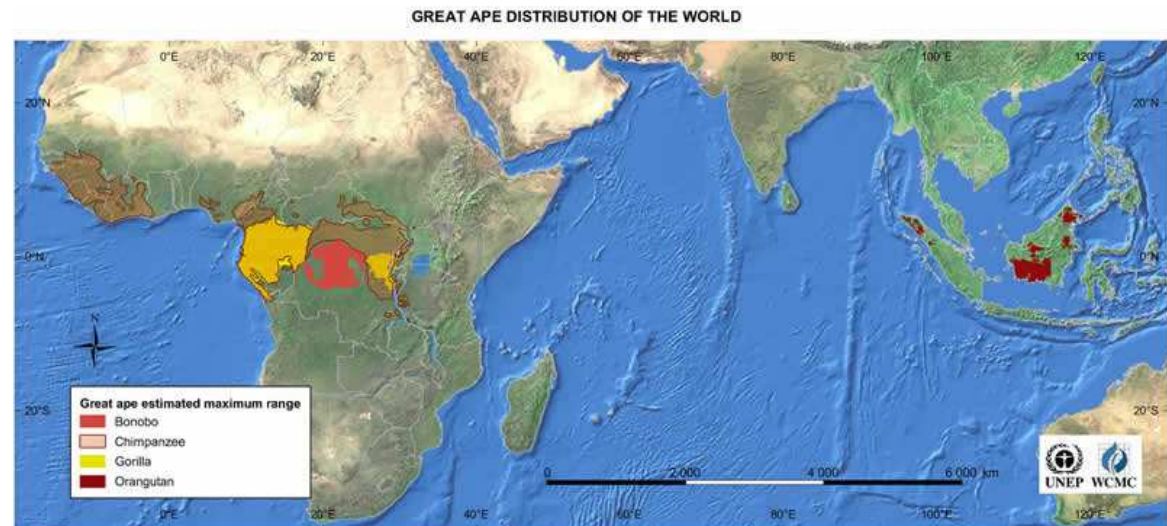 GREAT APE DISTRIBUTION OF THE WORLD
0°E 20°E 40°E 60°E 80°E 100°E 120°E
20°N 20°N
0°N 0°N
N
20°S 20°S
Great ape estimated maximum range
Bonobo
Chimpanzee
Gorilla
Orangutan
0 2 000 4 000 6 000 km
UNEP WCMC
0°E 20°E 40°E 60°E 80°E 100°E 120°E